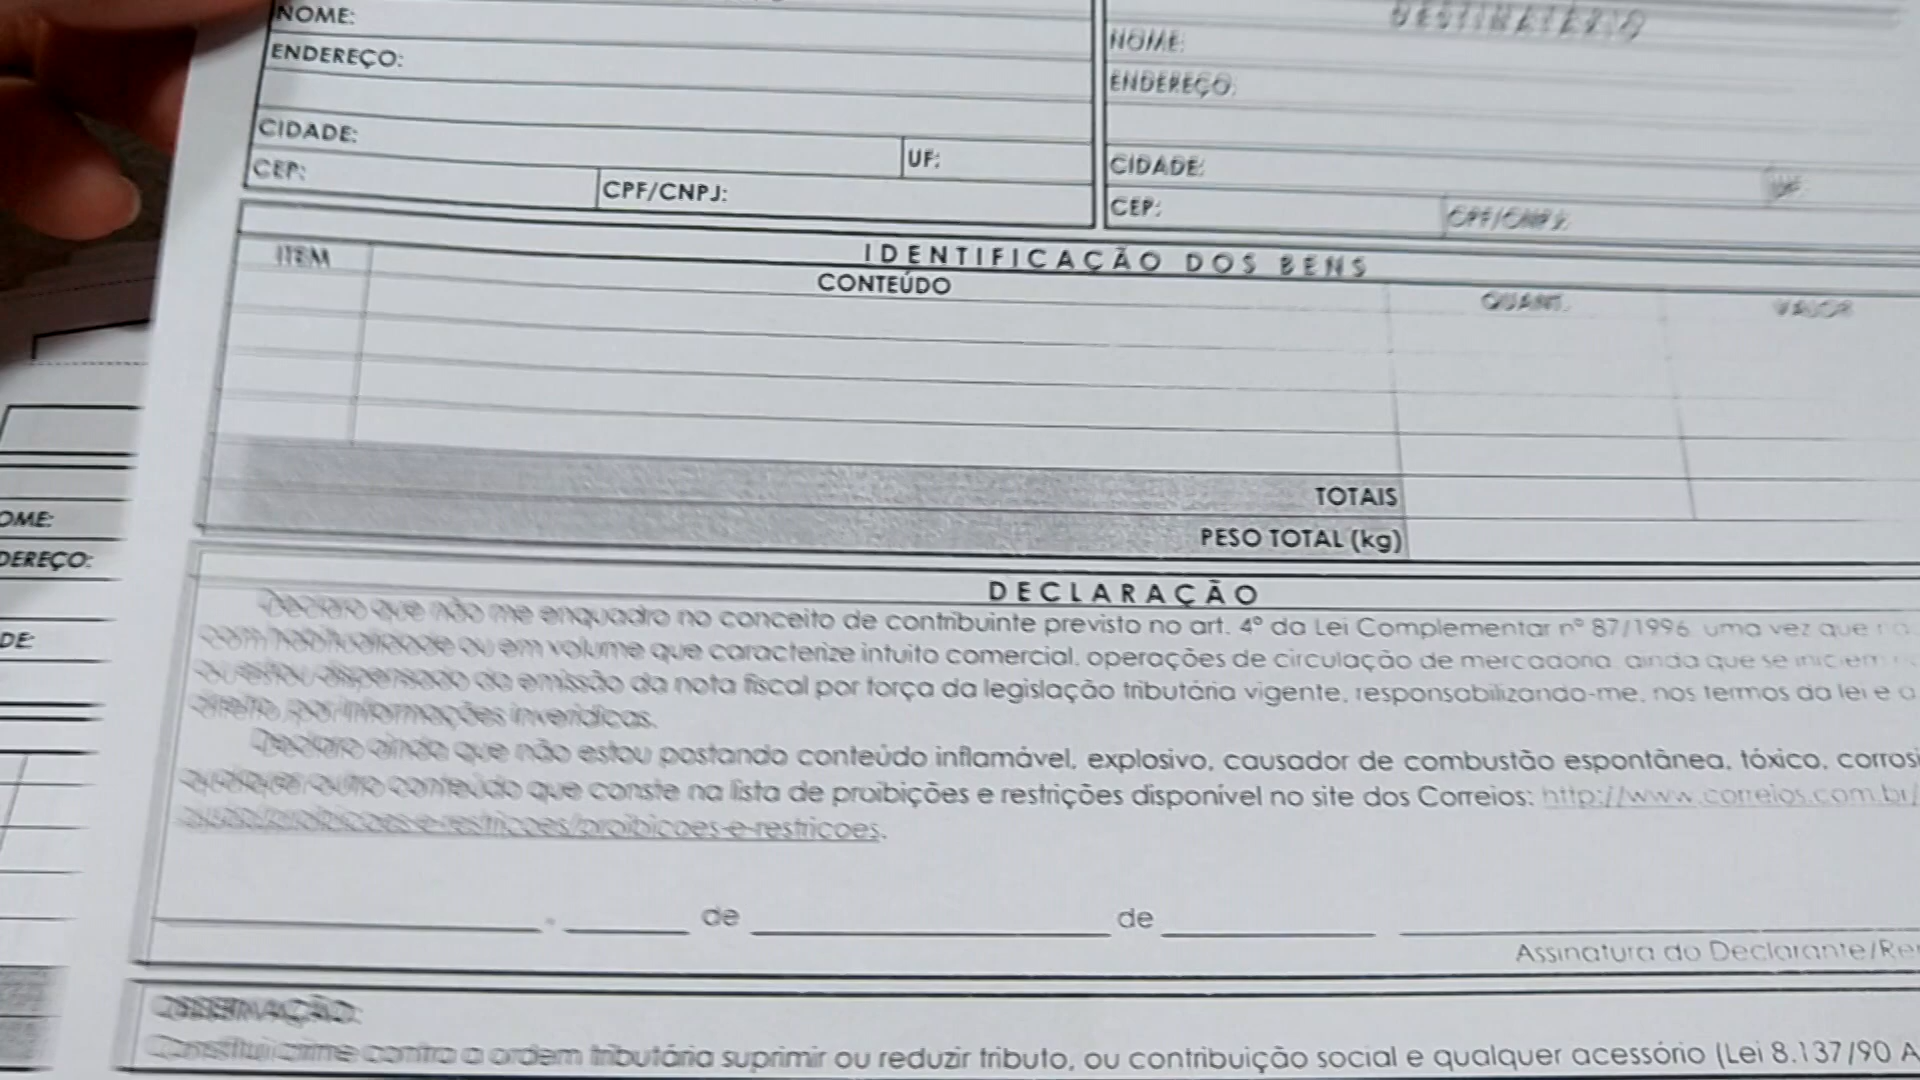 NOME:
ENDEREÇO:
CIDADE:
UF:
CEP:
CPF/CNPJ:
DESTINATÁRIO
NOME:
ENDEREÇO:
CIDADE:
UF:
CEP:
CPF/CNPJ:
IDENTIFICAÇÃO DOS BENS
ITEM
CONTEÚDO
QUANT.
VALOR
TOTAIS
PESO TOTAL (kg)
DECLARAÇÃO
Declaro que não me enquadro no conceito de contribuinte previsto no art. 4º da Lei Complementar nº 87/1996, uma vez que
com habitualidade ou em volume que caracterize intuito comercial, operações de circulação de mercadoria, ainda que se iniciem
ou estou dispensado da emissão da nota fiscal por força da legislação tributária vigente, responsabilizando-me, nos termos da lei e a
direito, por informações inverídicas.
Declaro ainda que não estou postando conteúdo inflamável, explosivo, causador de combustão espontânea, tóxico, corrosi
qualquer outro conteúdo que conste na lista de proibições e restrições disponível no site dos Correios: http://www.correios.com.br/
proibicoes-e-restricoes/proibicoes-e-restricoes.
, de de
Assinatura do Declarante/Re
OBSERVAÇÃO:
Constitui crime contra a ordem tributária suprimir ou reduzir tributo, ou contribuição social e qualquer acessório (Lei 8.137/90 A
OME:
DEREÇO:
DE: